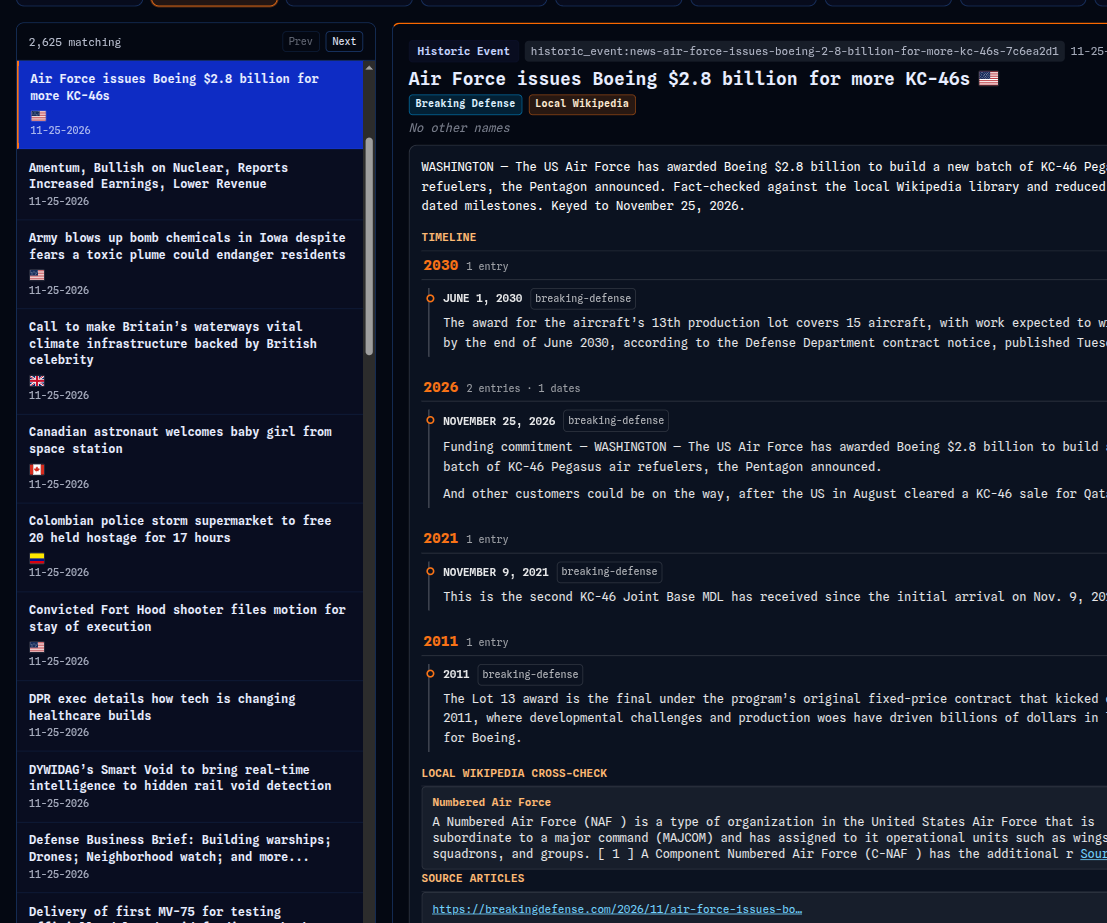 2,625 matching
Prev
Next
Air Force issues Boeing $2.8 billion for
more KC-46s
11-25-2026
Amentum, Bullish on Nuclear, Reports
Increased Earnings, Lower Revenue
11-25-2026
Army blows up bomb chemicals in Iowa despite
fears a toxic plume could endanger residents
11-25-2026
Call to make Britain's waterways vital
climate infrastructure backed by British
celebrity
11-25-2026
Canadian astronaut welcomes baby girl from
space station
11-25-2026
Colombian police storm supermarket to free
20 held hostage for 17 hours
11-25-2026
Convicted Fort Hood shooter files motion for
stay of execution
11-25-2026
DPR exec details how tech is changing
healthcare builds
11-25-2026
DYWIDAG's Smart Void to bring real-time
intelligence to hidden rail void detection
11-25-2026
Defense Business Brief: Building warships;
Drones; Neighborhood watch; and more...
11-25-2026
Delivery of first MV-75 for testing
Historic Event
historic_event:news-air-force-issues-boeing-2-8-billion-for-more-kc-46s-7c6ea2d1
11-25-
Air Force issues Boeing $2.8 billion for more KC-46s
Breaking Defense
Local Wikipedia
No other names
WASHINGTON — The US Air Force has awarded Boeing $2.8 billion to build a new batch of KC-46 Peg
refuelers, the Pentagon announced. Fact-checked against the local Wikipedia library and reduced
dated milestones. Keyed to November 25, 2026.
TIMELINE
2030 1 entry
JUNE 1, 2030 breaking-defense
The award for the aircraft's 13th production lot covers 15 aircraft, with work expected to w
by the end of June 2030, according to the Defense Department contract notice, published Tues
2026 2 entries · 1 dates
NOVEMBER 25, 2026 breaking-defense
Funding commitment — WASHINGTON — The US Air Force has awarded Boeing $2.8 billion to build
batch of KC-46 Pegasus air refuelers, the Pentagon announced.
And other customers could be on the way, after the US in August cleared a KC-46 sale for Qat
2021 1 entry
NOVEMBER 9, 2021 breaking-defense
This is the second KC-46 Joint Base MDL has received since the initial arrival on Nov. 9, 20
2011 1 entry
2011 breaking-defense
The Lot 13 award is the final under the program's original fixed-price contract that kicked
2011, where developmental challenges and production woes have driven billions of dollars in
for Boeing.
LOCAL WIKIPEDIA CROSS-CHECK
Numbered Air Force
A Numbered Air Force (NAF ) is a type of organization in the United States Air Force that is
subordinate to a major command (MAJCOM) and has assigned to it operational units such as wings
squadrons, and groups. [ 1 ] A Component Numbered Air Force (C-NAF ) has the additional r Sour
SOURCE ARTICLES
https://breakingdefense.com/2026/11/air-force-issues-bo…